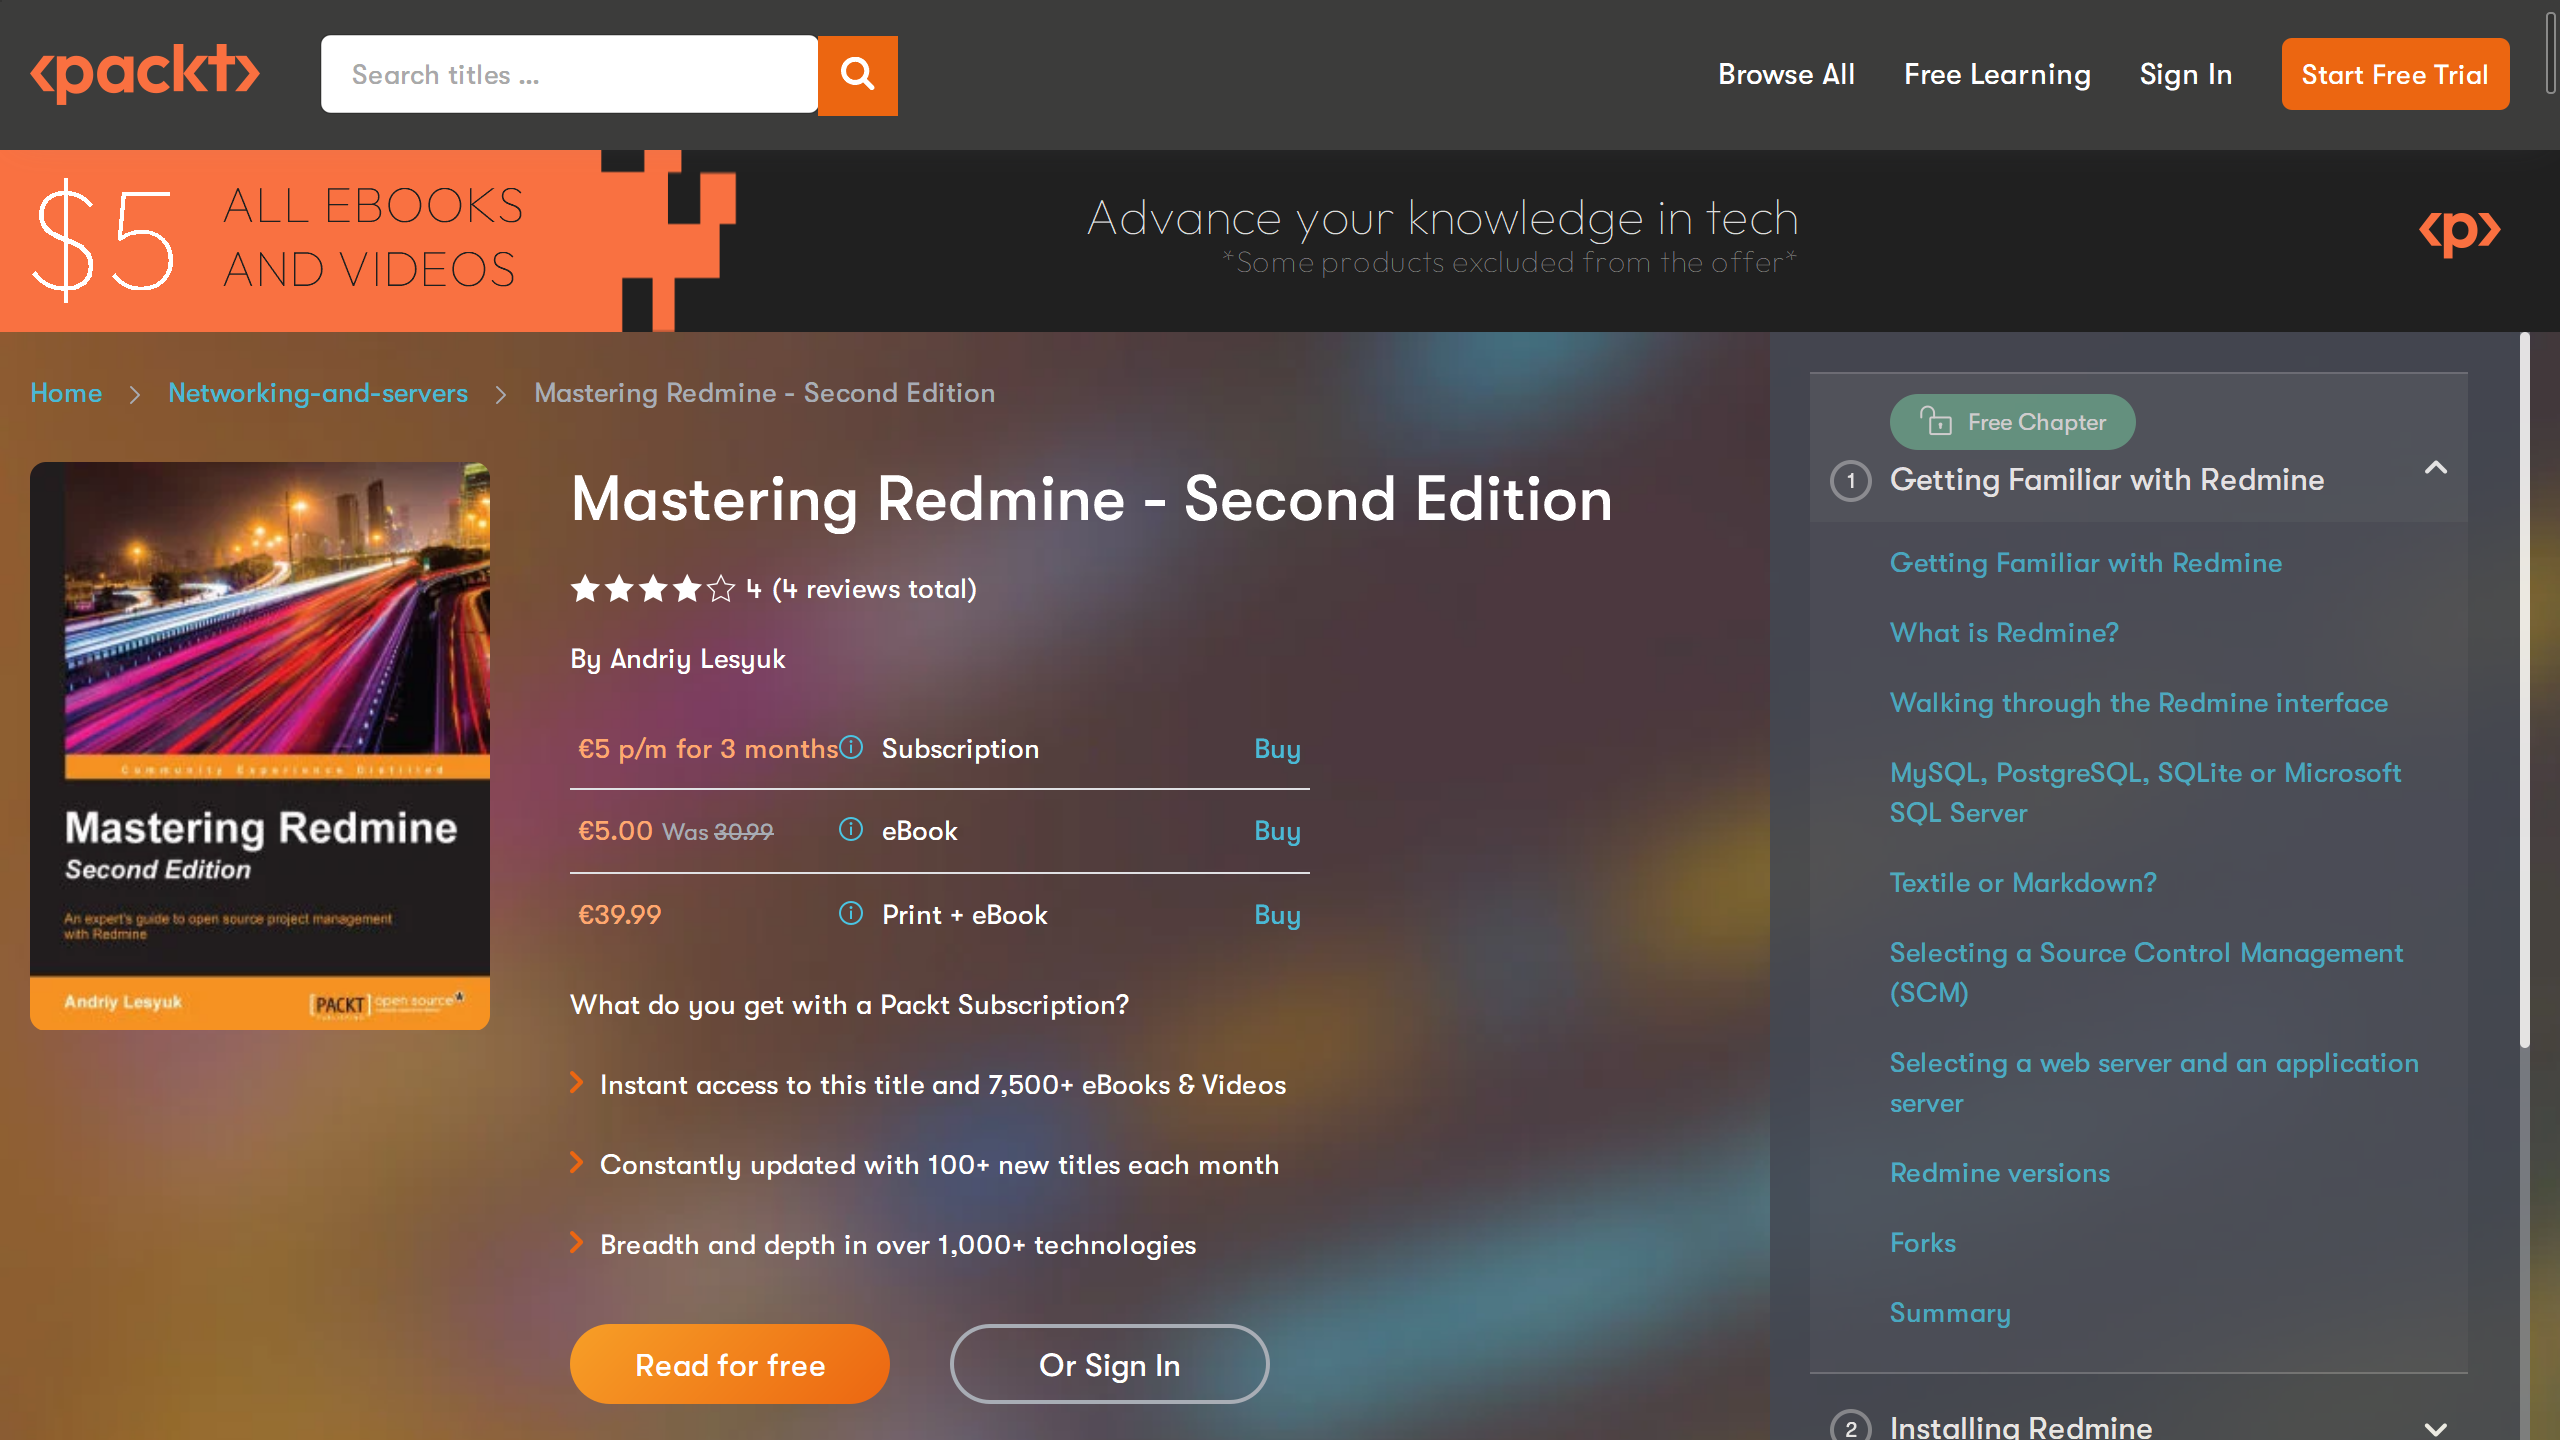 <packt>
Search titles ...
Browse All
Free Learning
Sign In
Start Free Trial
$5
ALL EBOOKS
AND VIDEOS
Advance your knowledge in tech
*Some products excluded from the offer*
<p>
Home
Networking-and-servers
Mastering Redmine - Second Edition
Community Experience Distilled
Mastering Redmine
Second Edition
An expert's guide to open source project management
with Redmine
Andriy Lesyuk
[PACKT] open source*
PUBLISHING
Mastering Redmine - Second Edition
4 (4 reviews total)
By Andriy Lesyuk
€5 p/m for 3 months Subscription Buy
€5.00 Was 30.99 eBook Buy
€39.99 Print + eBook Buy
What do you get with a Packt Subscription?
Instant access to this title and 7,500+ eBooks & Videos
Constantly updated with 100+ new titles each month
Breadth and depth in over 1,000+ technologies
Read for free
Or Sign In
Free Chapter
1 Getting Familiar with Redmine
Getting Familiar with Redmine
What is Redmine?
Walking through the Redmine interface
MySQL, PostgreSQL, SQLite or Microsoft
SQL Server
Textile or Markdown?
Selecting a Source Control Management
(SCM)
Selecting a web server and an application
server
Redmine versions
Forks
Summary
2 Installing Redmine